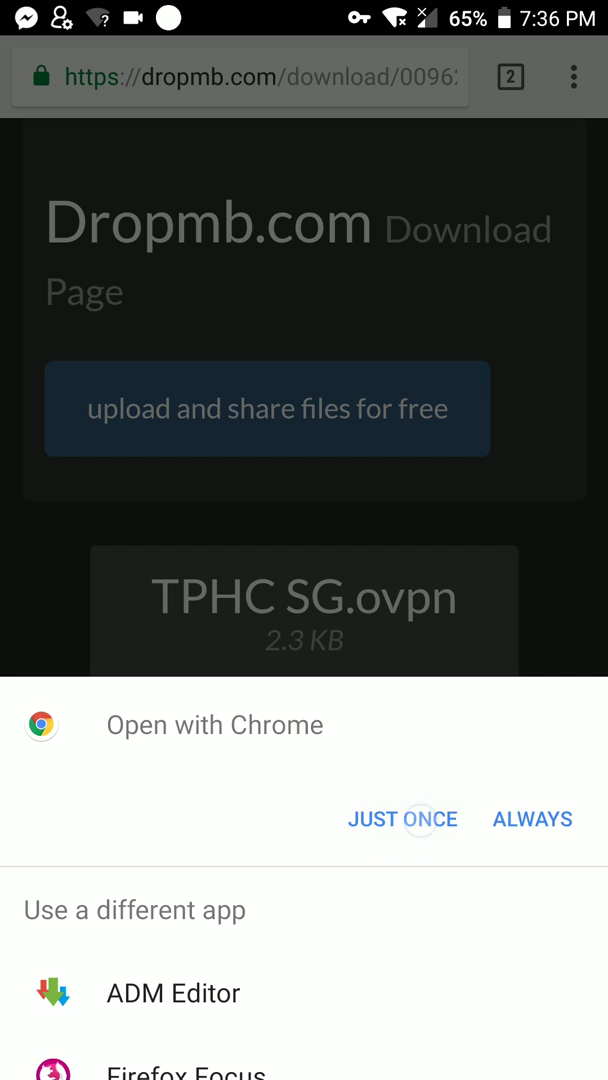 65% 7:36 PM
https://dropmb.com/download/0096
2
Dropmb.com Download
Page
upload and share files for free
TPHC SG.ovpn
2.3 KB
Open with Chrome
JUST ONCE ALWAYS
Use a different app
ADM Editor
Firefox Focus